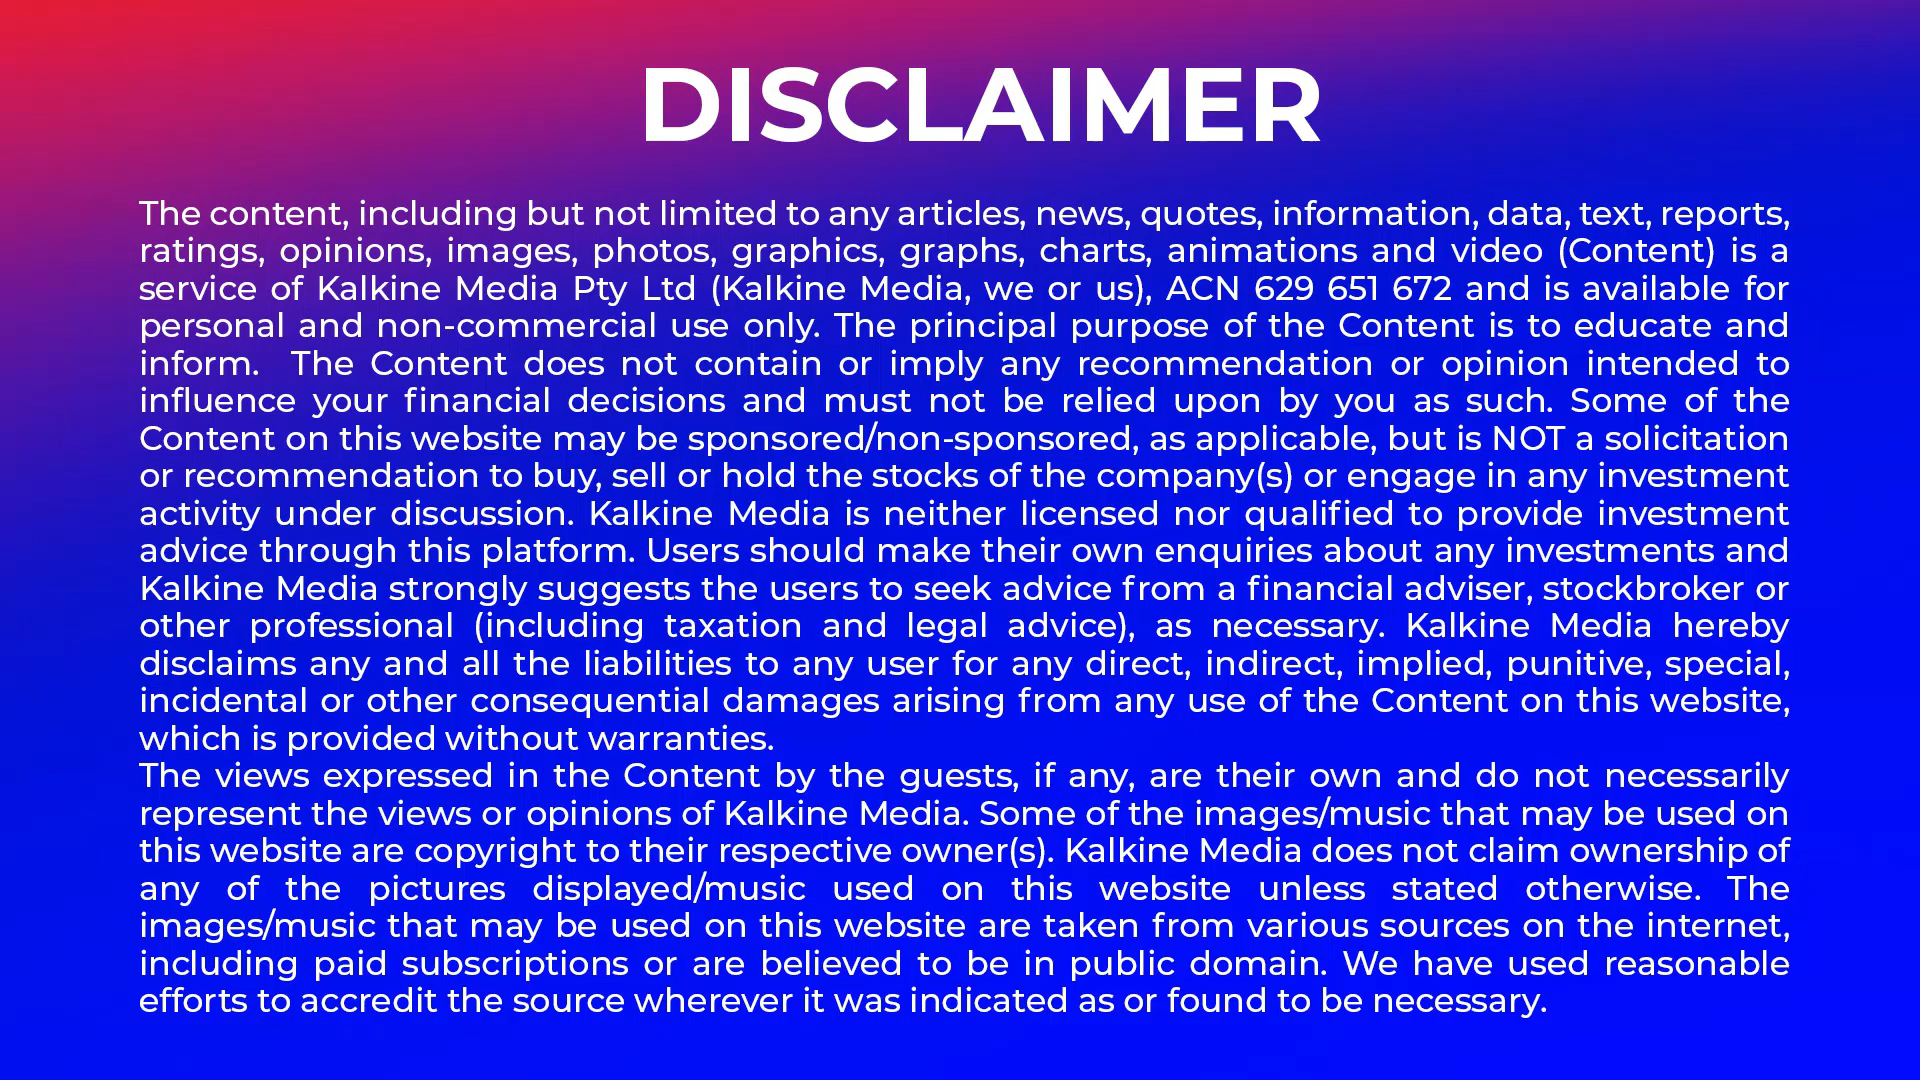 DISCLAIMER
The content, including but not limited to any articles, news, quotes, information, data, text, reports,
ratings, opinions, images, photos, graphics, graphs, charts, animations and video (Content) is a
service of Kalkine Media Pty Ltd (Kalkine Media, we or us), ACN 629 651 672 and is available for
personal and non-commercial use only. The principal purpose of the Content is to educate and
inform.  The Content does not contain or imply any recommendation or opinion intended to
influence your financial decisions and must not be relied upon by you as such. Some of the
Content on this website may be sponsored/non-sponsored, as applicable, but is NOT a solicitation
or recommendation to buy, sell or hold the stocks of the company(s) or engage in any investment
activity under discussion. Kalkine Media is neither licensed nor qualified to provide investment
advice through this platform. Users should make their own enquiries about any investments and
Kalkine Media strongly suggests the users to seek advice from a financial adviser, stockbroker or
other professional (including taxation and legal advice), as necessary. Kalkine Media hereby
disclaims any and all the liabilities to any user for any direct, indirect, implied, punitive, special,
incidental or other consequential damages arising from any use of the Content on this website,
which is provided without warranties.
The views expressed in the Content by the guests, if any, are their own and do not necessarily
represent the views or opinions of Kalkine Media. Some of the images/music that may be used on
this website are copyright to their respective owner(s). Kalkine Media does not claim ownership of
any of the pictures displayed/music used on this website unless stated otherwise. The
images/music that may be used on this website are taken from various sources on the internet,
including paid subscriptions or are believed to be in public domain. We have used reasonable
efforts to accredit the source wherever it was indicated as or found to be necessary.